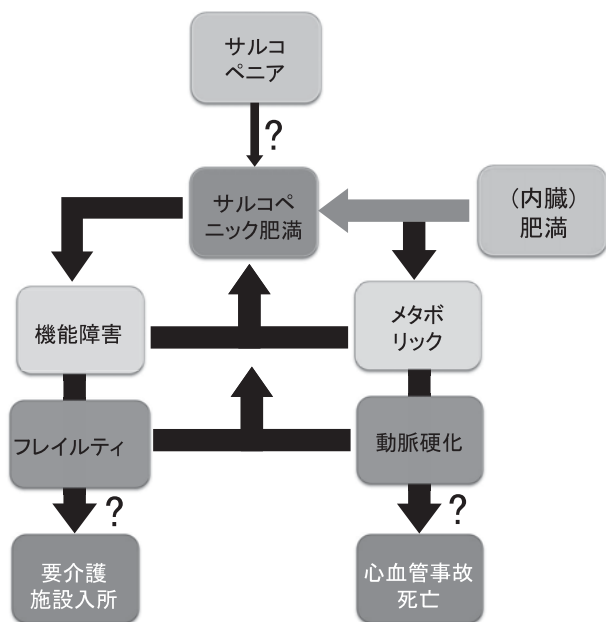 サルコ
ペニア
?
サルコペ
ニック肥満
（内臓）
肥満
機能障害
メタボ
リック
フレイルティ
動脈硬化
?
?
要介護
施設入所
心血管事故
死亡